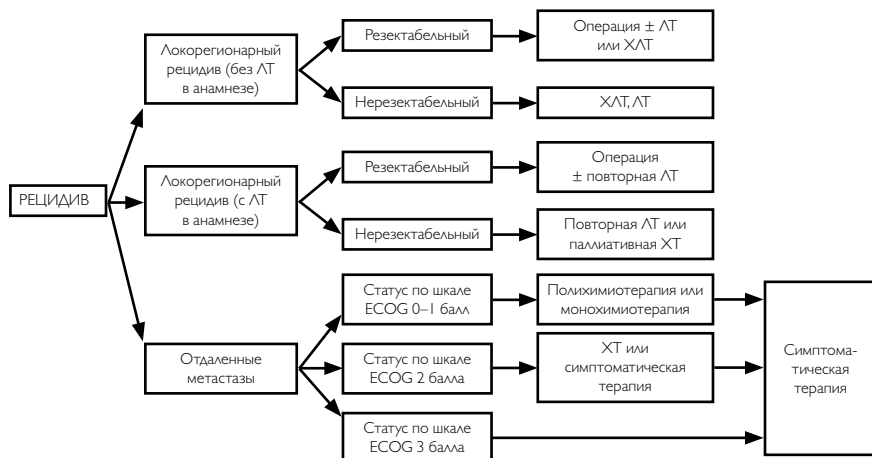 РЕЦИДИВ
Локорегионарный
рецидив (без ЛТ
в анамнезе)
Резектабельный
Операция ± ЛТ
или ХЛТ
Нерезектабельный
ХЛТ, ЛТ
Локорегионарный
рецидив (с ЛТ
в анамнезе)
Резектабельный
Операция
± повторная ЛТ
Нерезектабельный
Повторная ЛТ или
паллиативная ХТ
Отдаленные
метастазы
Статус по шкале
ECOG 0–1 балл
Полихимиотерапия или
монохимиотерапия
Статус по шкале
ECOG 2 балла
ХТ или
симптоматическая
терапия
Статус по шкале
ECOG 3 балла
Симптома-
тическая
терапия